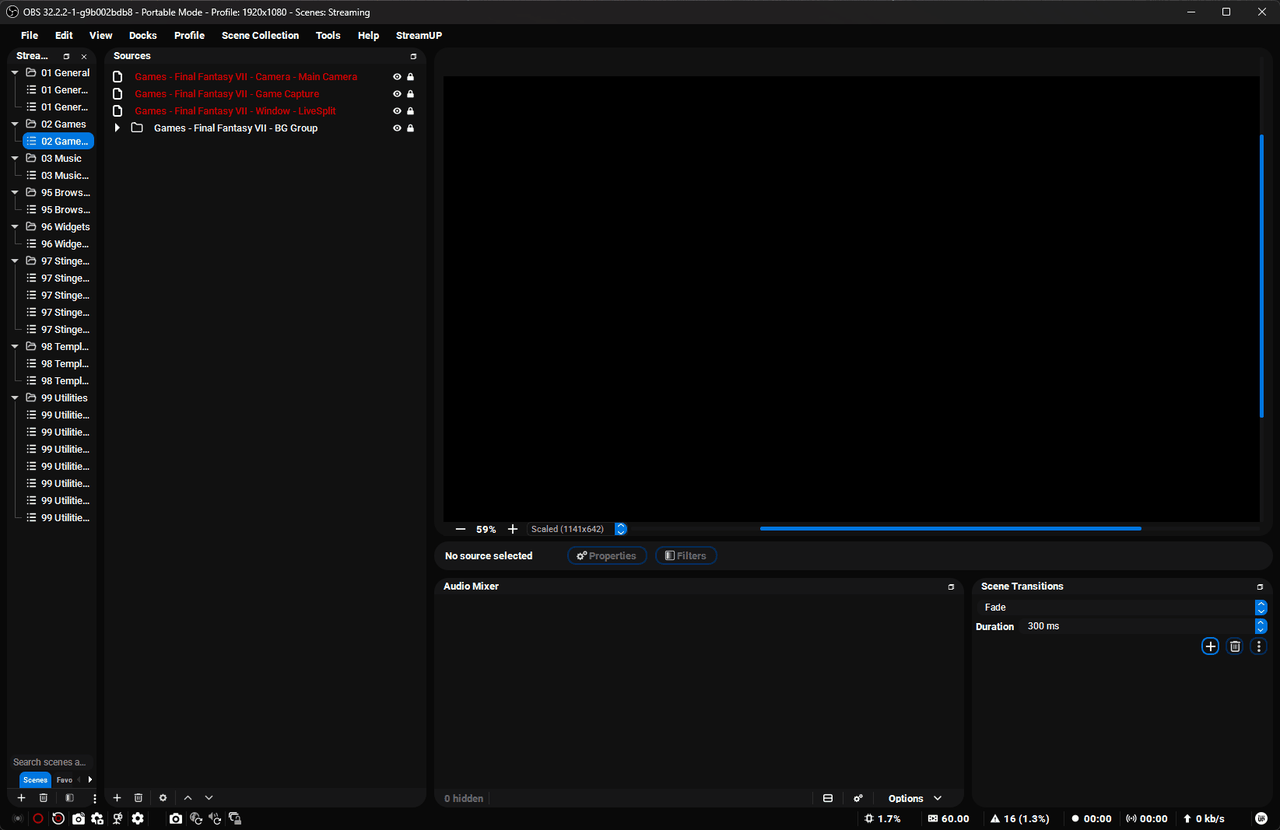 OBS 32.2.2-1-g9b002bdb8 - Portable Mode - Profile: 1920x1080 - Scenes: Streaming
File Edit View Docks Profile Scene Collection Tools Help StreamUP
Strea...
01 General
01 Gener...
01 Gener...
02 Games
02 Game...
03 Music
03 Music...
95 Brows...
95 Brows...
96 Widgets
96 Widge...
97 Stinge...
97 Stinge...
97 Stinge...
97 Stinge...
97 Stinge...
98 Templ...
98 Templ...
98 Templ...
99 Utilities
99 Utilitie...
99 Utilitie...
99 Utilitie...
99 Utilitie...
99 Utilitie...
99 Utilitie...
99 Utilitie...
Search scenes a...
Scenes Favo
Sources
Games - Final Fantasy VII - Camera - Main Camera
Games - Final Fantasy VII - Game Capture
Games - Final Fantasy VII - Window - LiveSplit
Games - Final Fantasy VII - BG Group
59% Scaled (1141x642)
No source selected Properties Filters
Audio Mixer
0 hidden Options
Scene Transitions
Fade
Duration 300 ms
1.7% 60.00 16 (1.3%) 00:00 00:00 0 kb/s